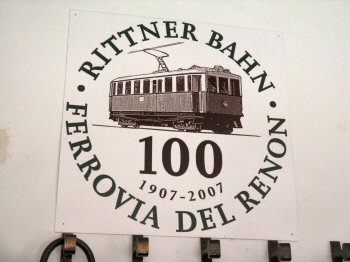 • RITTNER BAHN •
100
1907-2007
FERROVIA DEL RENON